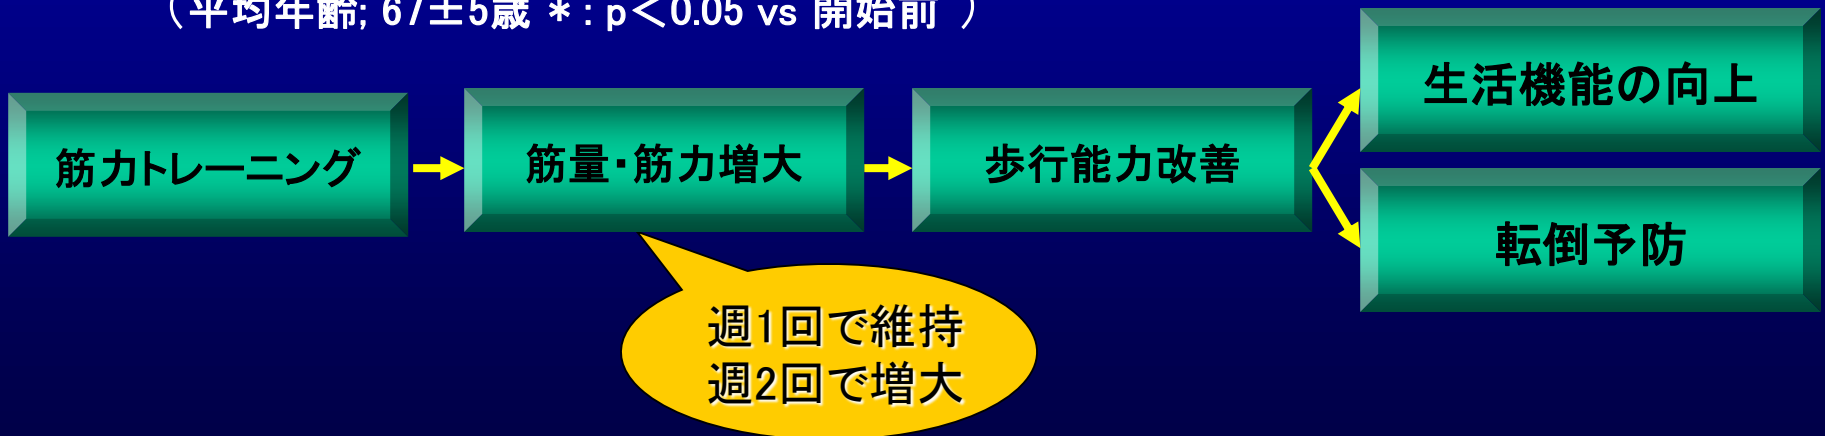 （平均年齢; 67±5歳 ＊: p＜0.05 vs 開始前 ）
筋力トレーニング
筋量・筋力増大
歩行能力改善
生活機能の向上
転倒予防
週1回で維持
週2回で増大